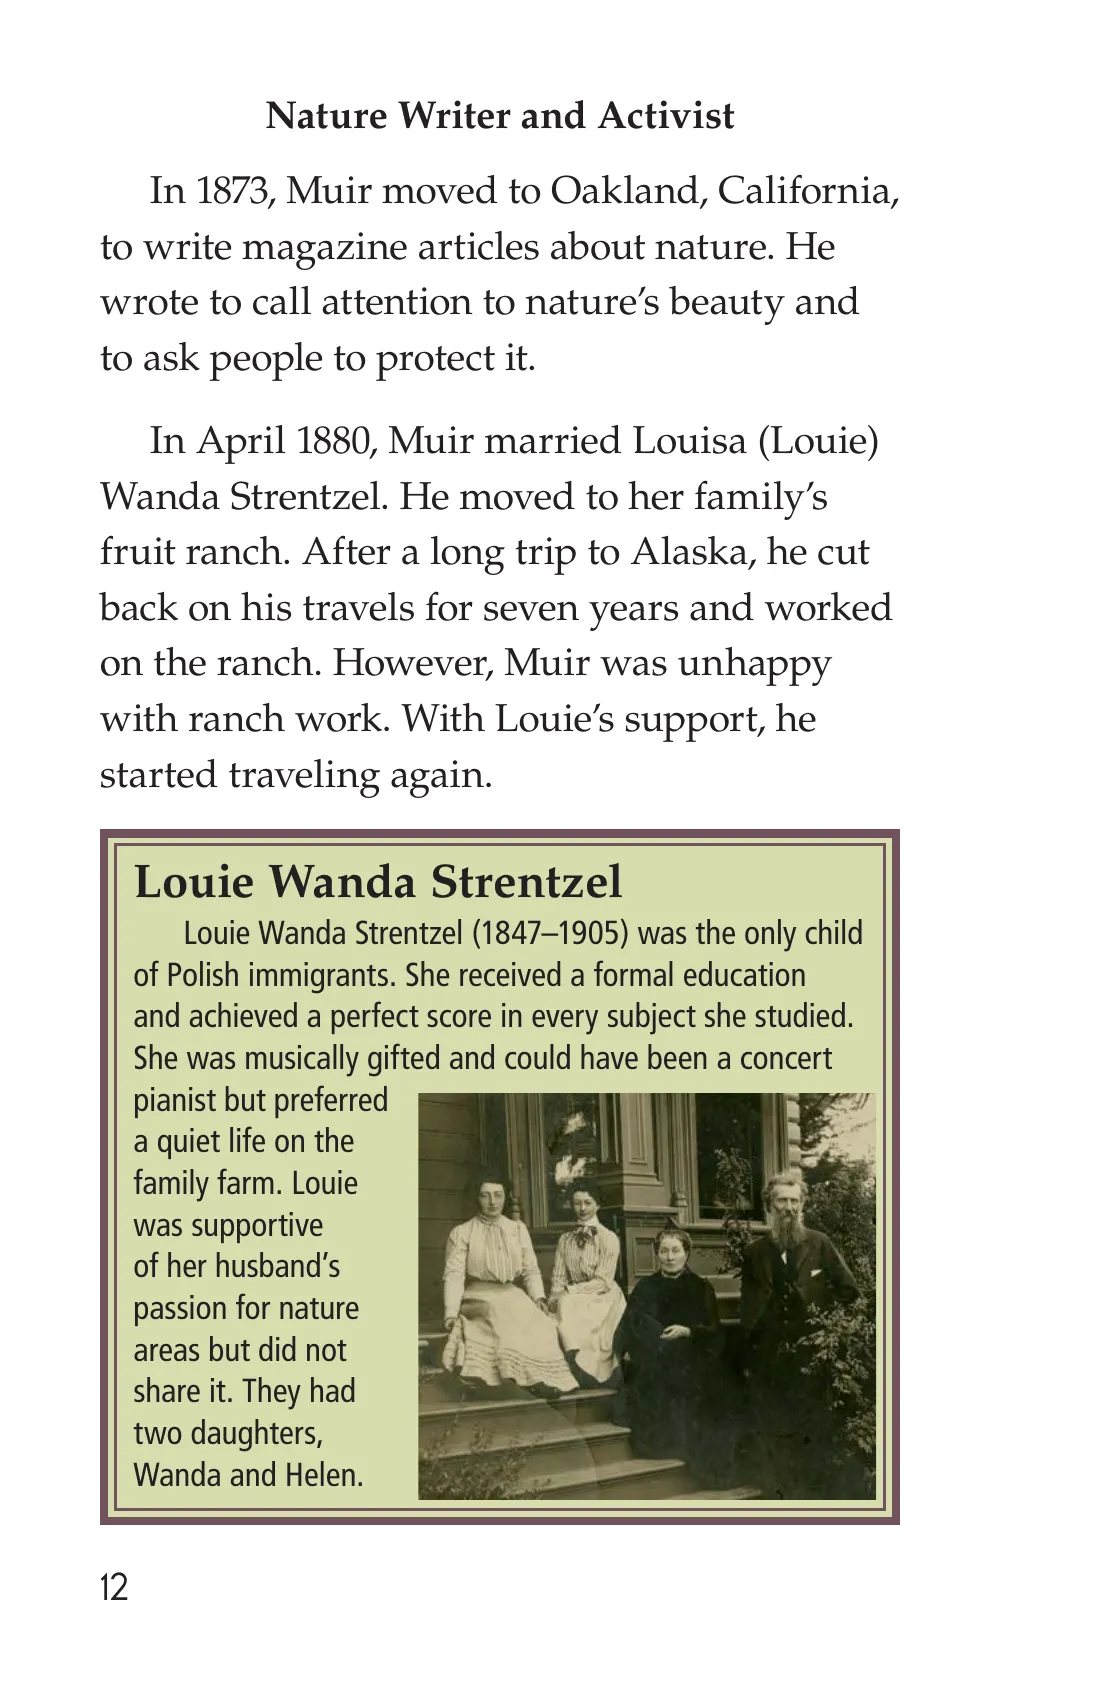 Nature Writer and Activist
In 1873, Muir moved to Oakland, California,
to write magazine articles about nature. He
wrote to call attention to nature’s beauty and
to ask people to protect it.
In April 1880, Muir married Louisa (Louie)
Wanda Strentzel. He moved to her family’s
fruit ranch. After a long trip to Alaska, he cut
back on his travels for seven years and worked
on the ranch. However, Muir was unhappy
with ranch work. With Louie’s support, he
started traveling again.
Louie Wanda Strentzel
Louie Wanda Strentzel (1847–1905) was the only child
of Polish immigrants. She received a formal education
and achieved a perfect score in every subject she studied.
She was musically gifted and could have been a concert
pianist but preferred
a quiet life on the
family farm. Louie
was supportive
of her husband’s
passion for nature
areas but did not
share it. They had
two daughters,
Wanda and Helen.
12